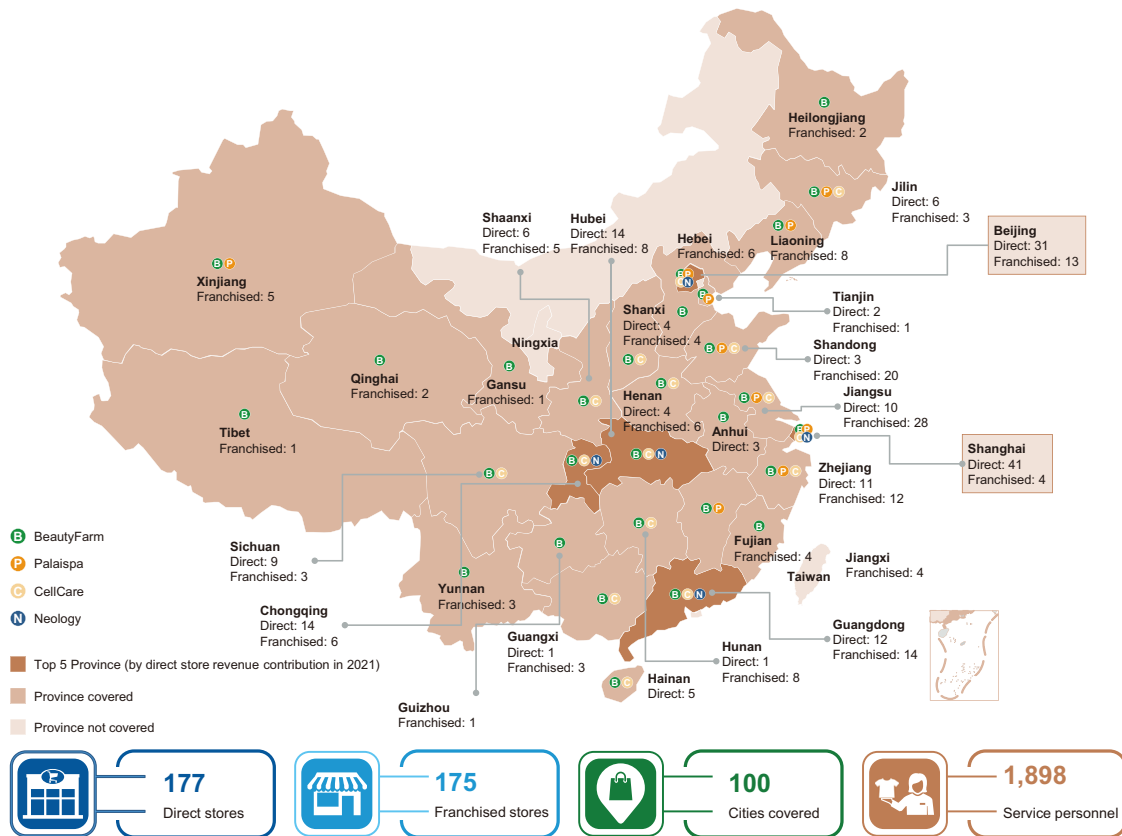 B
Heilongjiang
Franchised: 2
B P C
Jilin
Direct: 6
Franchised: 3
Shaanxi
Direct: 6
Franchised: 5
Hubei
Direct: 14
Franchised: 8
Hebei
Franchised: 6
B P
Liaoning
Franchised: 8
Beijing
Direct: 31
Franchised: 13
B P
Xinjiang
Franchised: 5
B P
C N
B
P
Tianjin
Direct: 2
Franchised: 1
Shanxi
Direct: 4
Franchised: 4
B
Ningxia
B P C
Shandong
Direct: 3
Franchised: 20
B
Qinghai
Franchised: 2
B
Gansu
Franchised: 1
B C
B C
Henan
Direct: 4
Franchised: 6
B C
B P C
Jiangsu
Direct: 10
Franchised: 28
B
Tibet
Franchised: 1
B
Anhui
Direct: 3
B P
C N
Shanghai
Direct: 41
Franchised: 4
B C N
B C N
B C
B P C
Zhejiang
Direct: 11
Franchised: 12
B P
B
Fujian
Franchised: 4
B C
B
Jiangxi
Franchised: 4
Taiwan
B BeautyFarm
P Palaispa
C CellCare
N Neology
Sichuan
Direct: 9
Franchised: 3
B
Yunnan
Franchised: 3
B C
B C N
Chongqing
Direct: 14
Franchised: 6
Guangxi
Direct: 1
Franchised: 3
Guangdong
Direct: 12
Franchised: 14
Hunan
Direct: 1
Franchised: 8
B C
Hainan
Direct: 5
Guizhou
Franchised: 1
Top 5 Province (by direct store revenue contribution in 2021)
Province covered
Province not covered
177
Direct stores
175
Franchised stores
100
Cities covered
1,898
Service personnel